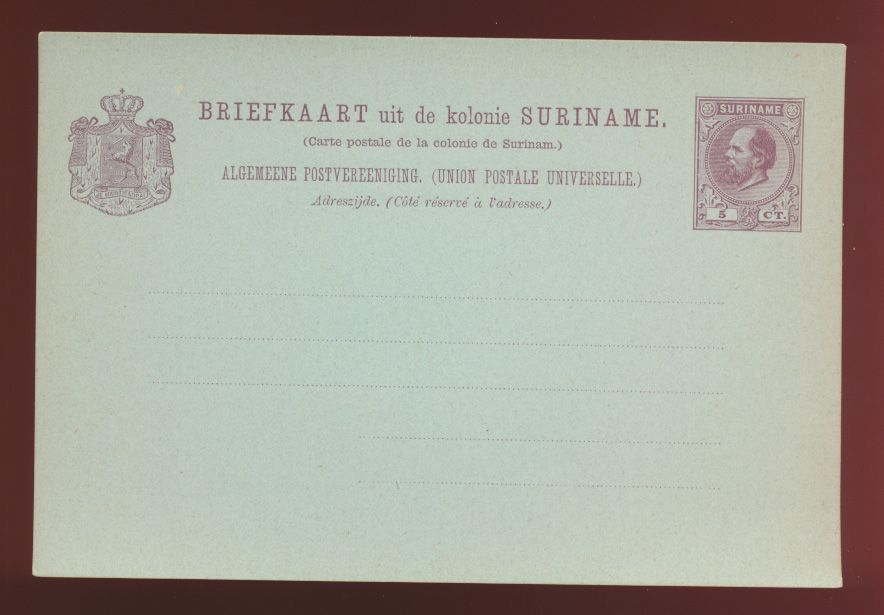 BRIEFKAART uit de kolonie SURINAME.
(Carte postale de la colonie de Surinam.)
ALGEMEENE POSTVEREENIGING. (UNION POSTALE UNIVERSELLE.)
Adreszijde. (Côté réservé à l'adresse.)
SURINAME
5 CT.